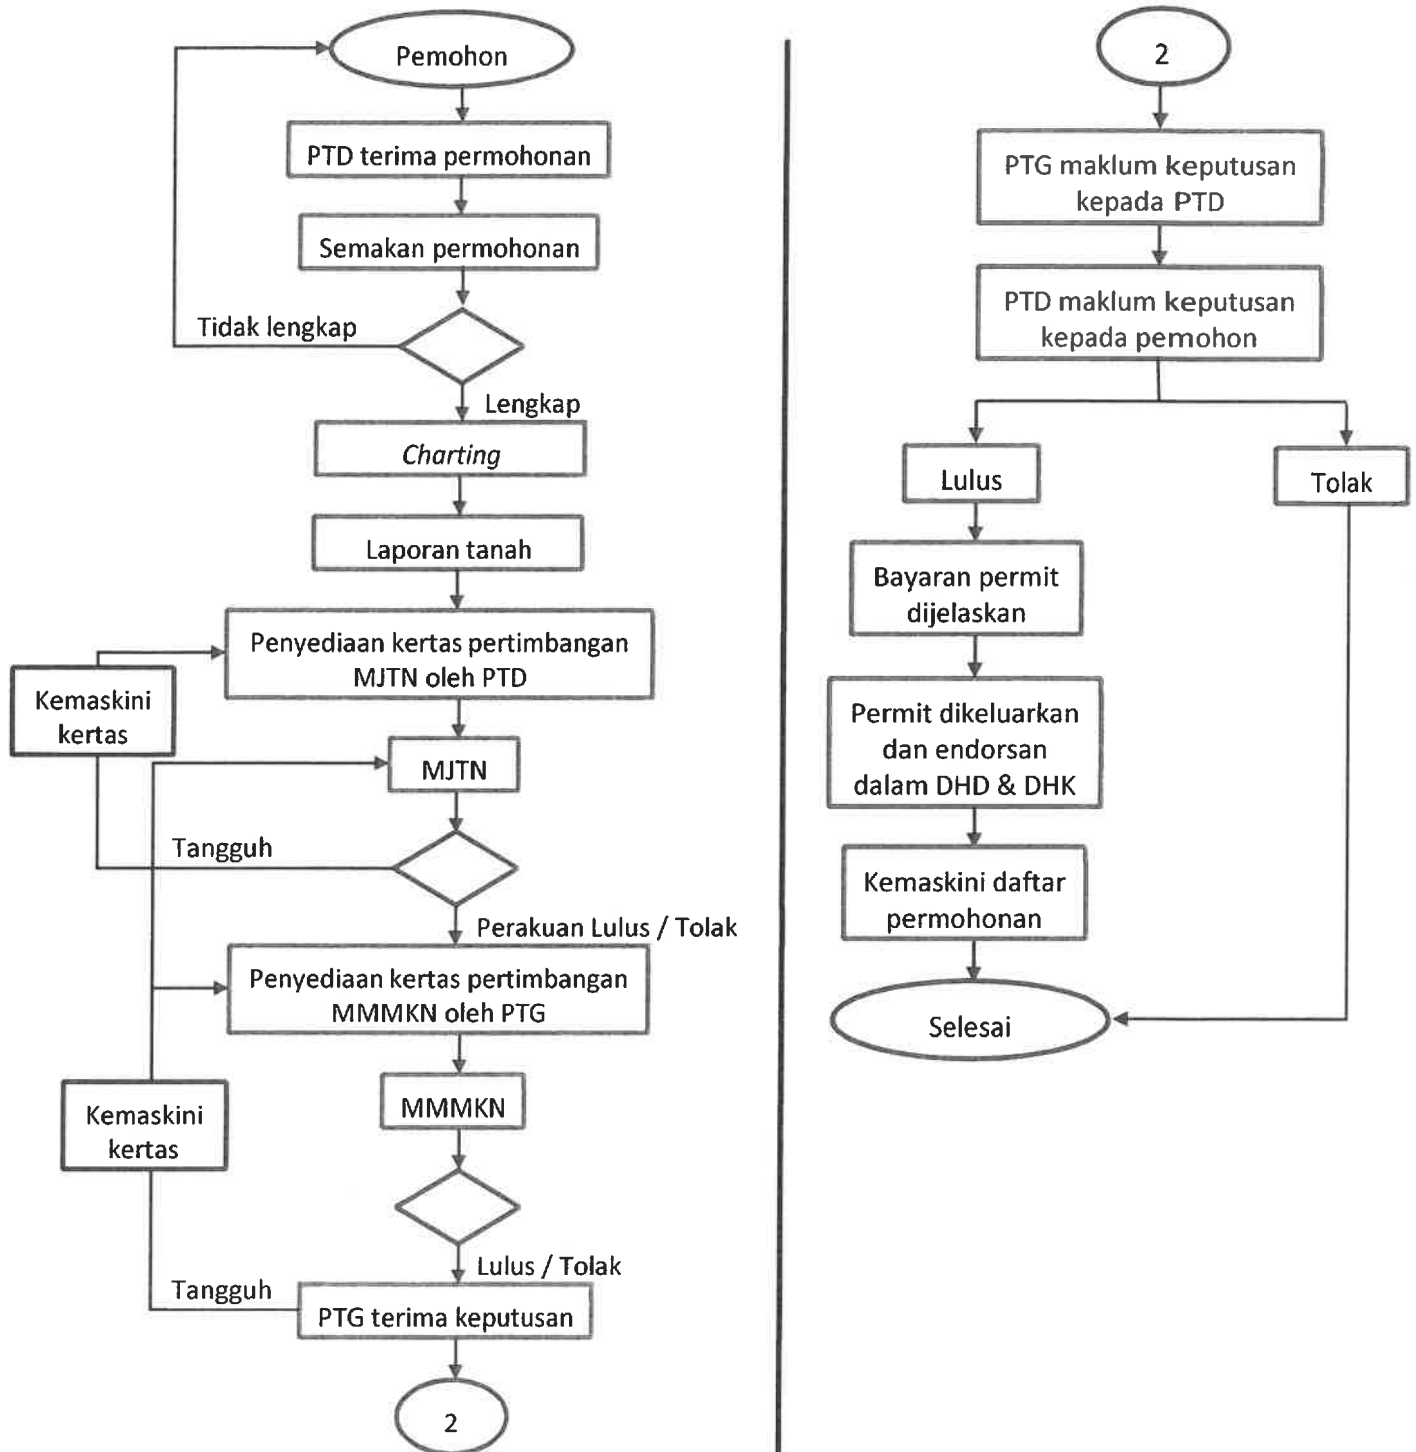 Pemohon
PTD terima permohonan
Semakan permohonan
Tidak lengkap
Lengkap
Charting
Laporan tanah
Penyediaan kertas pertimbangan
MJTN oleh PTD
Kemaskini
kertas
MJTN
Tangguh
Perakuan Lulus / Tolak
Penyediaan kertas pertimbangan
MMMKN oleh PTG
Kemaskini
kertas
MMMKN
Lulus / Tolak
Tangguh
PTG terima keputusan
2
2
PTG maklum keputusan
kepada PTD
PTD maklum keputusan
kepada pemohon
Lulus
Tolak
Bayaran permit
dijelaskan
Permit dikeluarkan
dan endorsan
dalam DHD & DHK
Kemaskini daftar
permohonan
Selesai